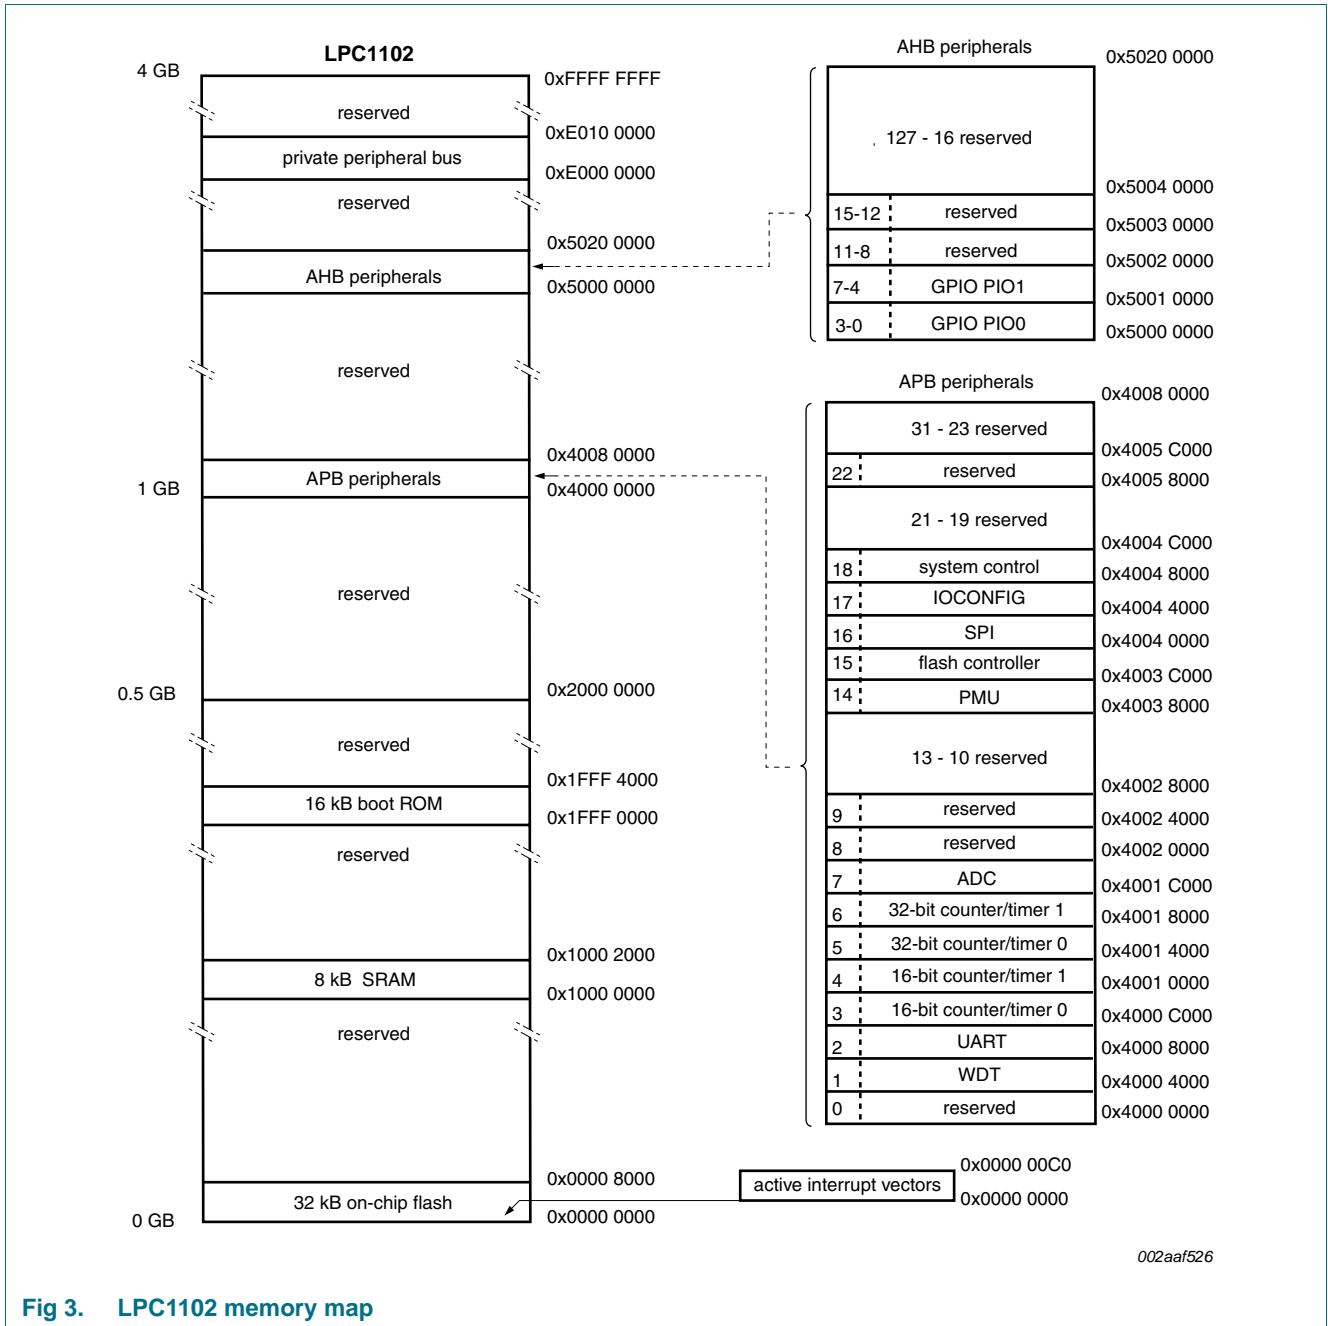 LPC1102
4 GB
0xFFFF FFFF
reserved
0xE010 0000
private peripheral bus
0xE000 0000
reserved
0x5020 0000
AHB peripherals
0x5000 0000
reserved
0x4008 0000
APB peripherals
1 GB
0x4000 0000
reserved
0.5 GB
0x2000 0000
reserved
0x1FFF 4000
16 kB boot ROM
0x1FFF 0000
reserved
0x1000 2000
8 kB SRAM
0x1000 0000
reserved
0x0000 8000
32 kB on-chip flash
0 GB
0x0000 0000
AHB peripherals
0x5020 0000
127 - 16 reserved
0x5004 0000
15-12 reserved
0x5003 0000
11-8 reserved
0x5002 0000
7-4 GPIO PIO1
0x5001 0000
3-0 GPIO PIO0
0x5000 0000
APB peripherals
0x4008 0000
31 - 23 reserved
0x4005 C000
22 reserved
0x4005 8000
21 - 19 reserved
0x4004 C000
18 system control
0x4004 8000
17 IOCONFIG
0x4004 4000
16 SPI
0x4004 0000
15 flash controller
0x4003 C000
14 PMU
0x4003 8000
13 - 10 reserved
0x4002 8000
9 reserved
0x4002 4000
8 reserved
0x4002 0000
7 ADC
0x4001 C000
6 32-bit counter/timer 1
0x4001 8000
5 32-bit counter/timer 0
0x4001 4000
4 16-bit counter/timer 1
0x4001 0000
3 16-bit counter/timer 0
0x4000 C000
2 UART
0x4000 8000
1 WDT
0x4000 4000
0 reserved
0x4000 0000
0x0000 00C0
active interrupt vectors
0x0000 0000
002aaf526
Fig 3. LPC1102 memory map